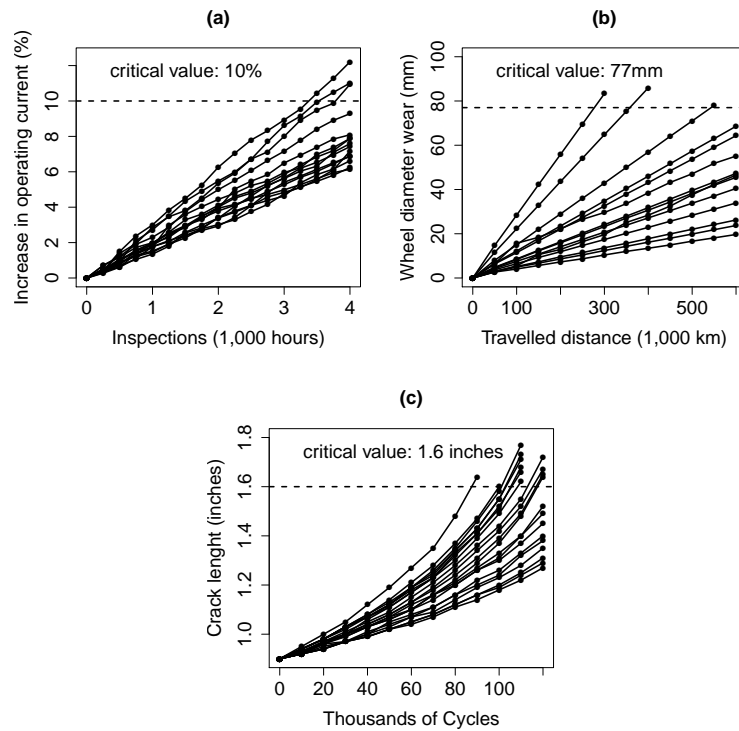 (a)
critical value: 10%
Increase in operating current (%)
0 2 4 6 8 10
0 1 2 3 4
Inspections (1,000 hours)
(b)
critical value: 77mm
Wheel diameter wear (mm)
0 20 40 60 80 100
100 300 500
Travelled distance (1,000 km)
(c)
critical value: 1.6 inches
Crack lenght (inches)
1.0 1.2 1.4 1.6 1.8
0 20 40 60 80 100
Thousands of Cycles